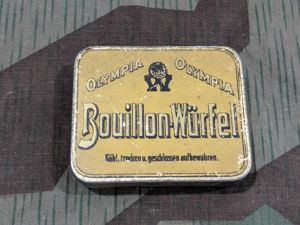 OLYMPIA OLYMPIA
Bouillon-Würfel
Kühl, trocken u. geschlossen aufbewahren.